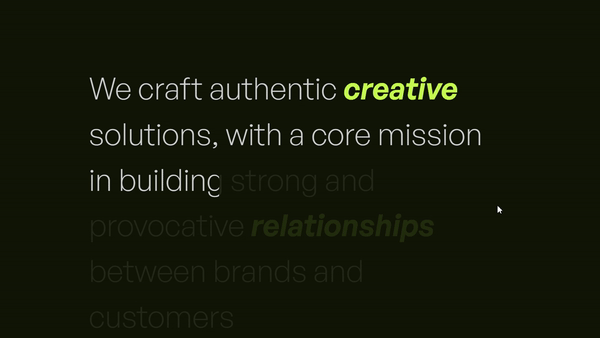 We craft authentic creative
solutions, with a core mission
in building strong and
provocative relationships
between brands and
customers